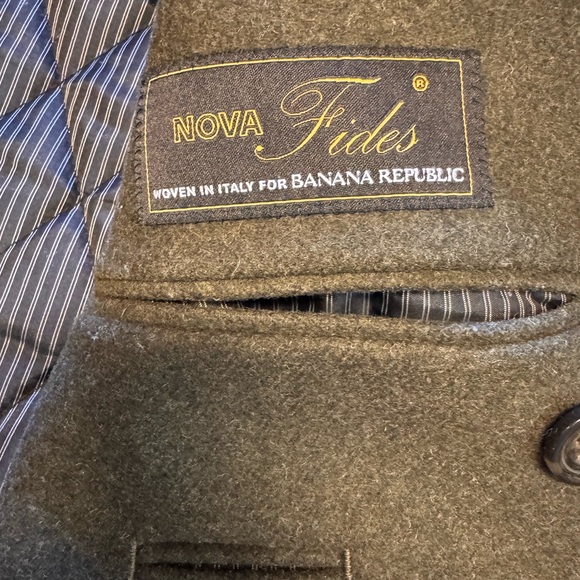 NOVA Fides®
WOVEN IN ITALY FOR BANANA REPUBLIC